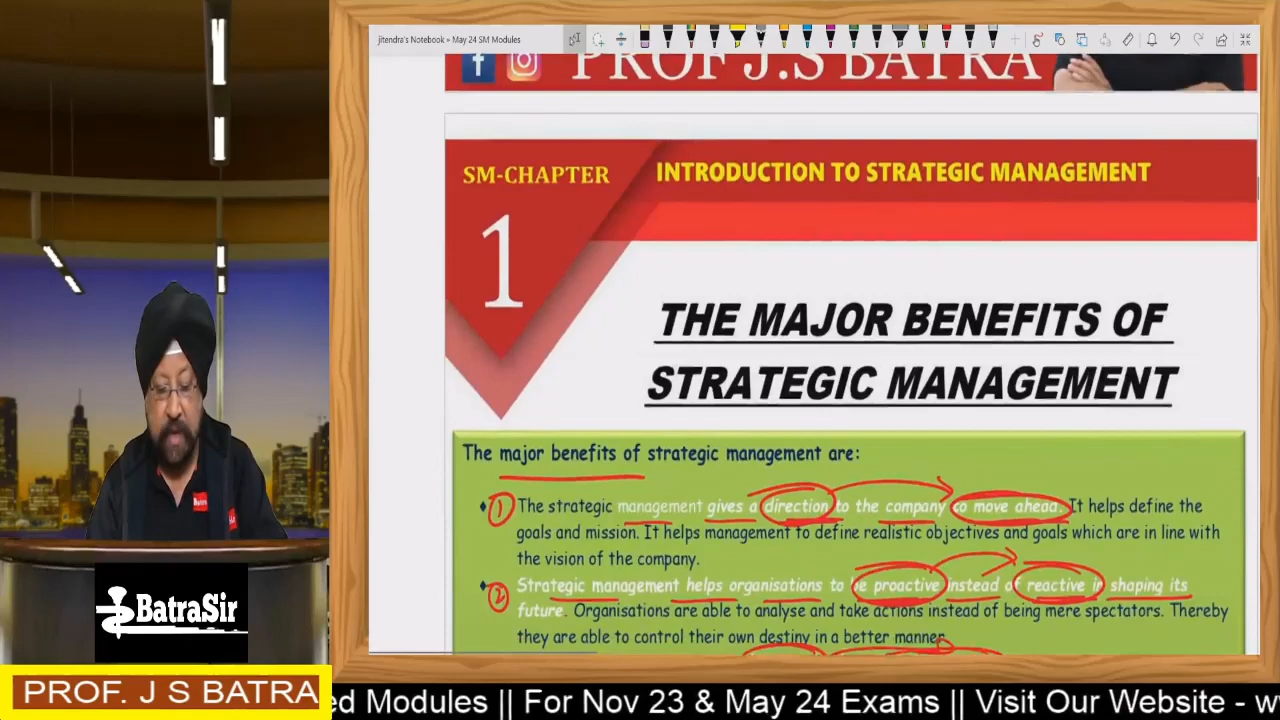 jitendra's Notebook » May 24 SM Modules
PROF J.S BATRA
SM-CHAPTER
1
INTRODUCTION TO STRATEGIC MANAGEMENT
THE MAJOR BENEFITS OF
STRATEGIC MANAGEMENT
The major benefits of strategic management are:
① The strategic management gives a direction to the company to move ahead. It helps define the
goals and mission. It helps management to define realistic objectives and goals which are in line with
the vision of the company.
② Strategic management helps organisations to be proactive instead of reactive in shaping its
future. Organisations are able to analyse and take actions instead of being mere spectators. Thereby
they are able to control their own destiny in a better manner.
BatraSir
PROF. J S BATRA
ed Modules || For Nov 23 & May 24 Exams || Visit Our Website - w